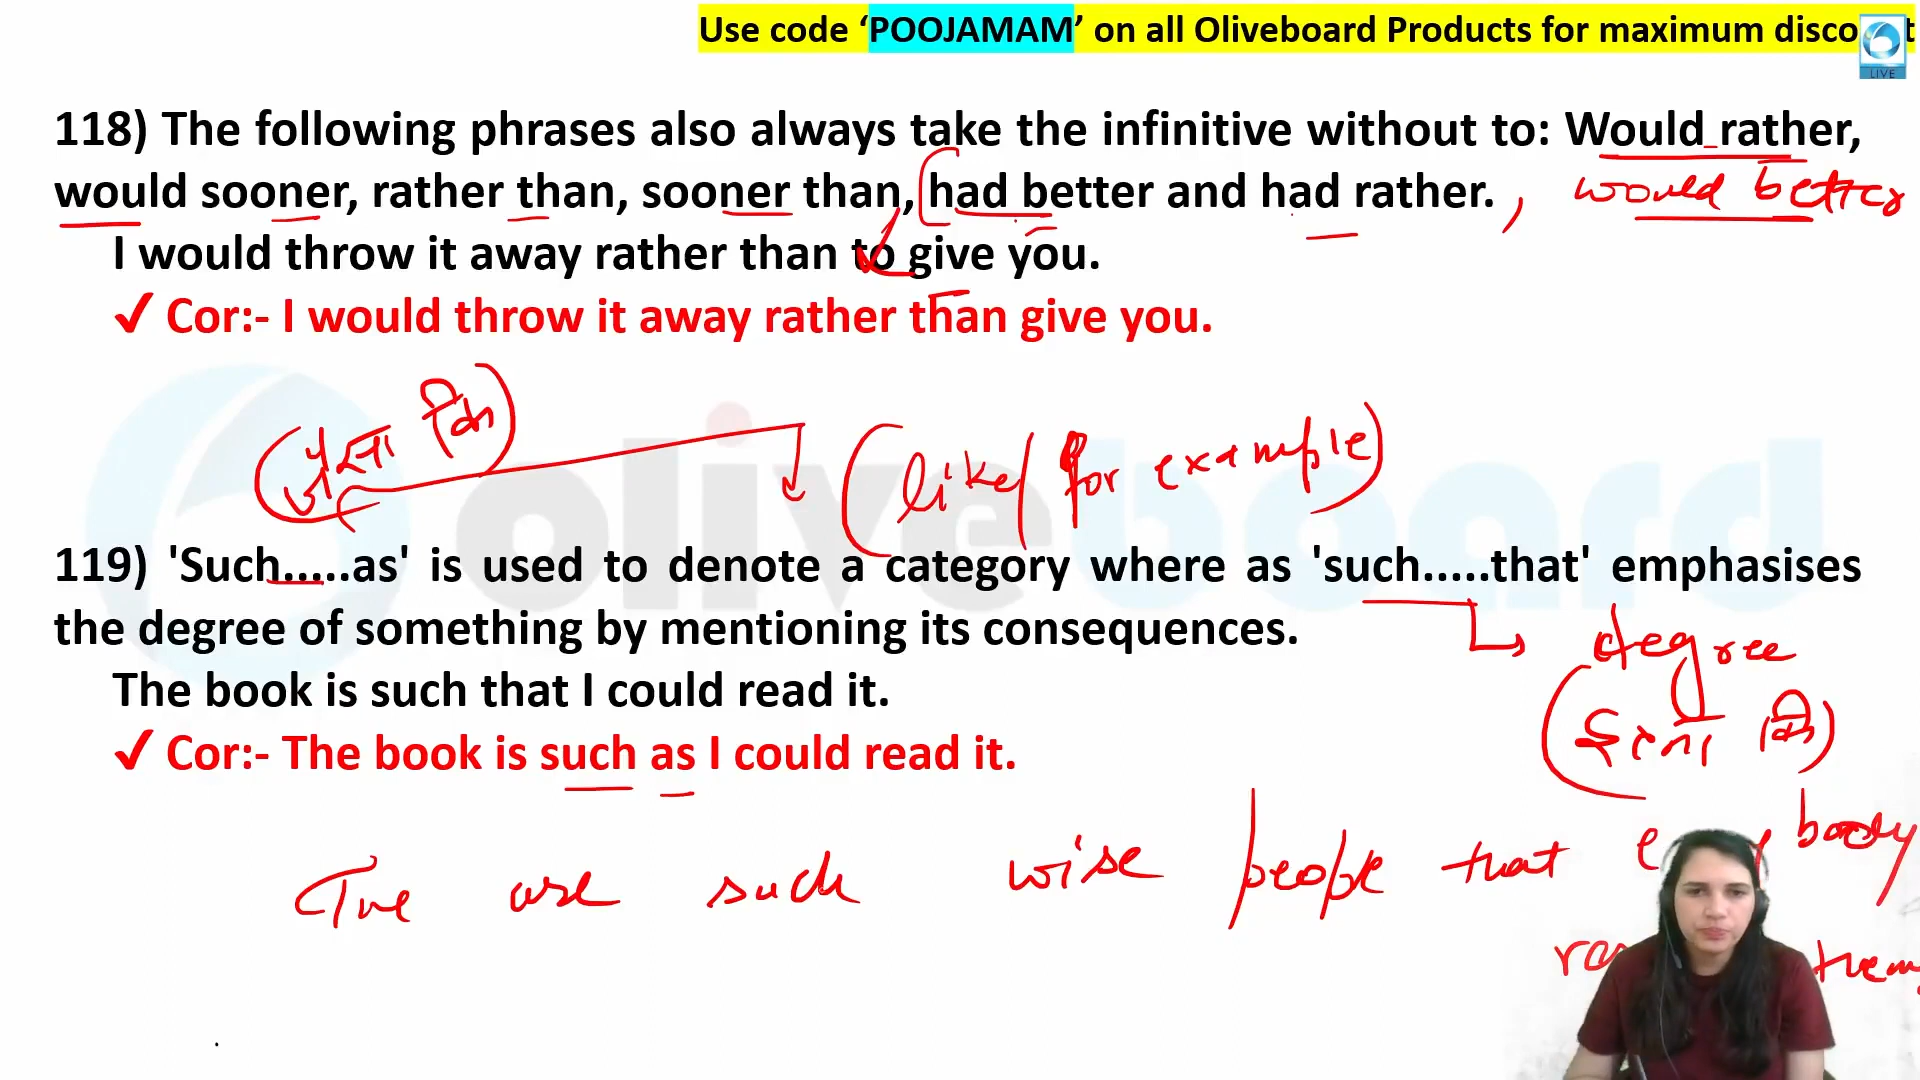 Use code ‘POOJAMAM’ on all Oliveboard Products for maximum disco t
LIVE
118) The following phrases also always take the infinitive without to: Would rather,
would sooner, rather than, sooner than, had better and had rather. , would better
I would throw it away rather than to give you.
✓ Cor:- I would throw it away rather than give you.
(like/ for example)
oliveboard
119) 'Such.....as' is used to denote a category where as 'such.....that' emphasises
the degree of something by mentioning its consequences.
degree
The book is such that I could read it.
इतना कि
✓ Cor:- The book is such as I could read it.
such wise people that body
them